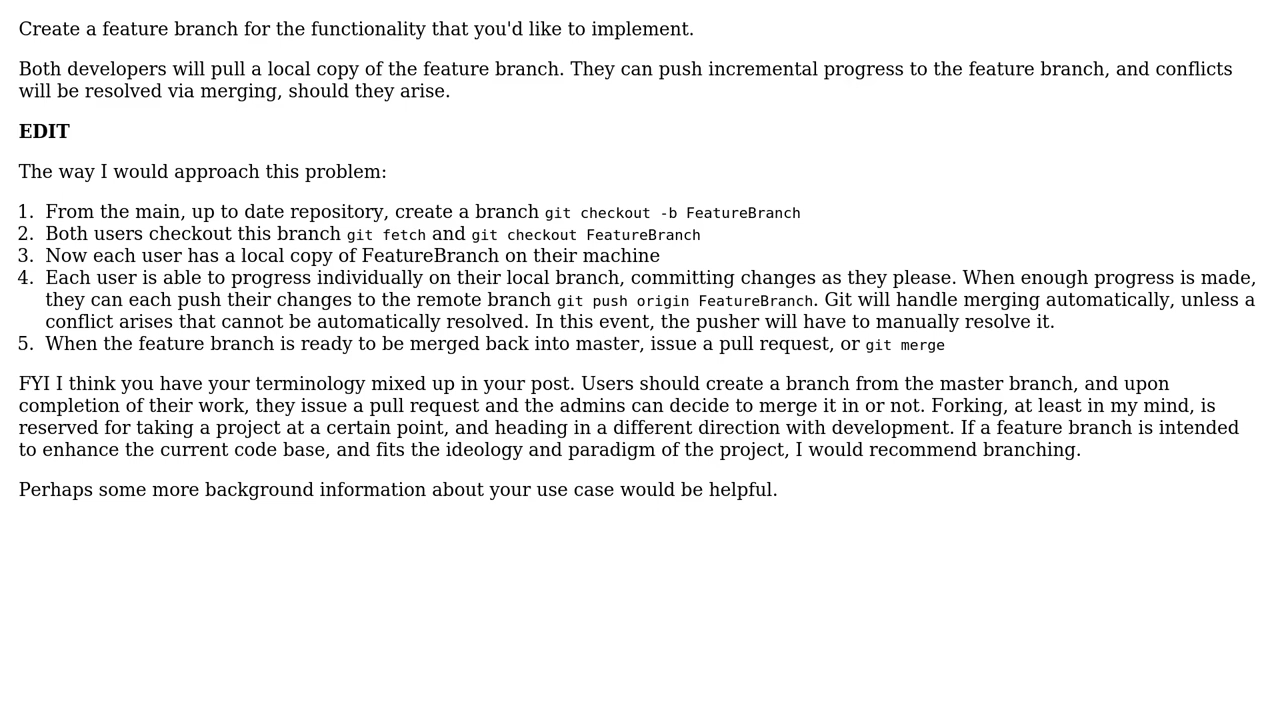 Create a feature branch for the functionality that you'd like to implement.
Both developers will pull a local copy of the feature branch. They can push incremental progress to the feature branch, and conflicts
will be resolved via merging, should they arise.
EDIT
The way I would approach this problem:
1. From the main, up to date repository, create a branch git checkout -b FeatureBranch
2. Both users checkout this branch git fetch and git checkout FeatureBranch
3. Now each user has a local copy of FeatureBranch on their machine
4. Each user is able to progress individually on their local branch, committing changes as they please. When enough progress is made,
they can each push their changes to the remote branch git push origin FeatureBranch. Git will handle merging automatically, unless a
conflict arises that cannot be automatically resolved. In this event, the pusher will have to manually resolve it.
5. When the feature branch is ready to be merged back into master, issue a pull request, or git merge
FYI I think you have your terminology mixed up in your post. Users should create a branch from the master branch, and upon
completion of their work, they issue a pull request and the admins can decide to merge it in or not. Forking, at least in my mind, is
reserved for taking a project at a certain point, and heading in a different direction with development. If a feature branch is intended
to enhance the current code base, and fits the ideology and paradigm of the project, I would recommend branching.
Perhaps some more background information about your use case would be helpful.